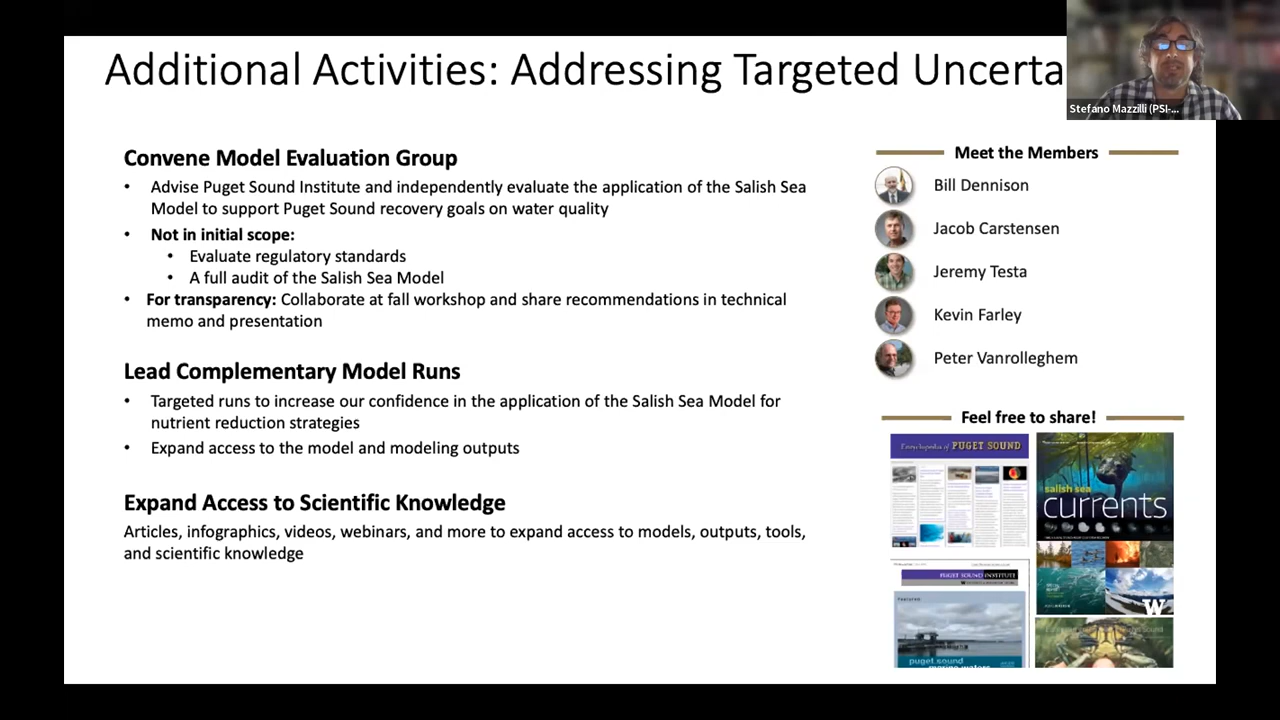 Additional Activities: Addressing Targeted Uncerta
Stefano Mazzilli (PSI-...
Convene Model Evaluation Group
• Advise Puget Sound Institute and independently evaluate the application of the Salish Sea
Model to support Puget Sound recovery goals on water quality
• Not in initial scope:
• Evaluate regulatory standards
• A full audit of the Salish Sea Model
• For transparency: Collaborate at fall workshop and share recommendations in technical
memo and presentation
Lead Complementary Model Runs
• Targeted runs to increase our confidence in the application of the Salish Sea Model for
nutrient reduction strategies
• Expand access to the model and modeling outputs
Expand Access to Scientific Knowledge
Articles, infographics, videos, webinars, and more to expand access to models, outputs, tools,
and scientific knowledge
Meet the Members
Bill Dennison
Jacob Carstensen
Jeremy Testa
Kevin Farley
Peter Vanrolleghem
Feel free to share!
Encyclopedia of PUGET SOUND
salish sea
currents
W
PUGET SOUND INSTITUTE
Featured
puget sound
marine waters